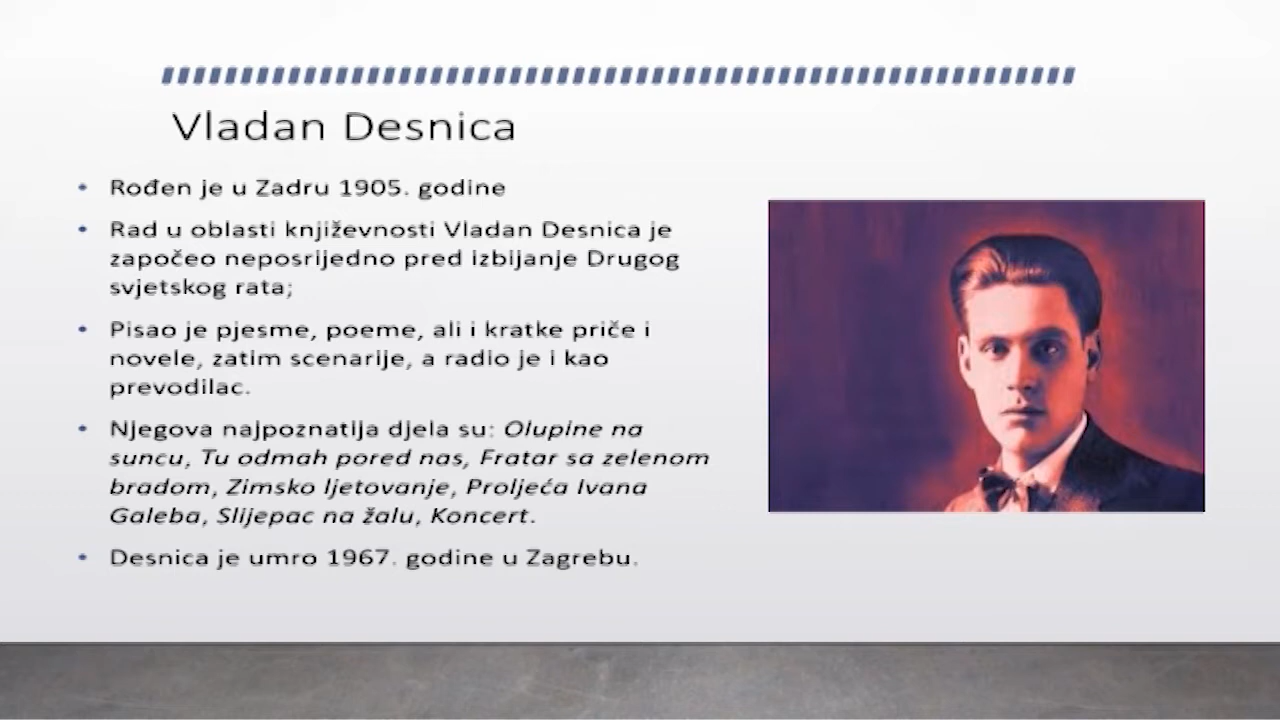 Vladan Desnica
• Rođen je u Zadru 1905. godine
• Rad u oblasti književnosti Vladan Desnica je
započeo neposrijedno pred izbijanje Drugog
svjetskog rata;
• Pisao je pjesme, poeme, ali i kratke priče i
novele, zatim scenarije, a radio je i kao
prevodilac.
• Njegova najpoznatija djela su: Olupine na
suncu, Tu odmah pored nas, Fratar sa zelenom
bradom, Zimsko ljetovanje, Proljeća Ivana
Galeba, Slijepac na žalu, Koncert.
• Desnica je umro 1967. godine u Zagrebu.